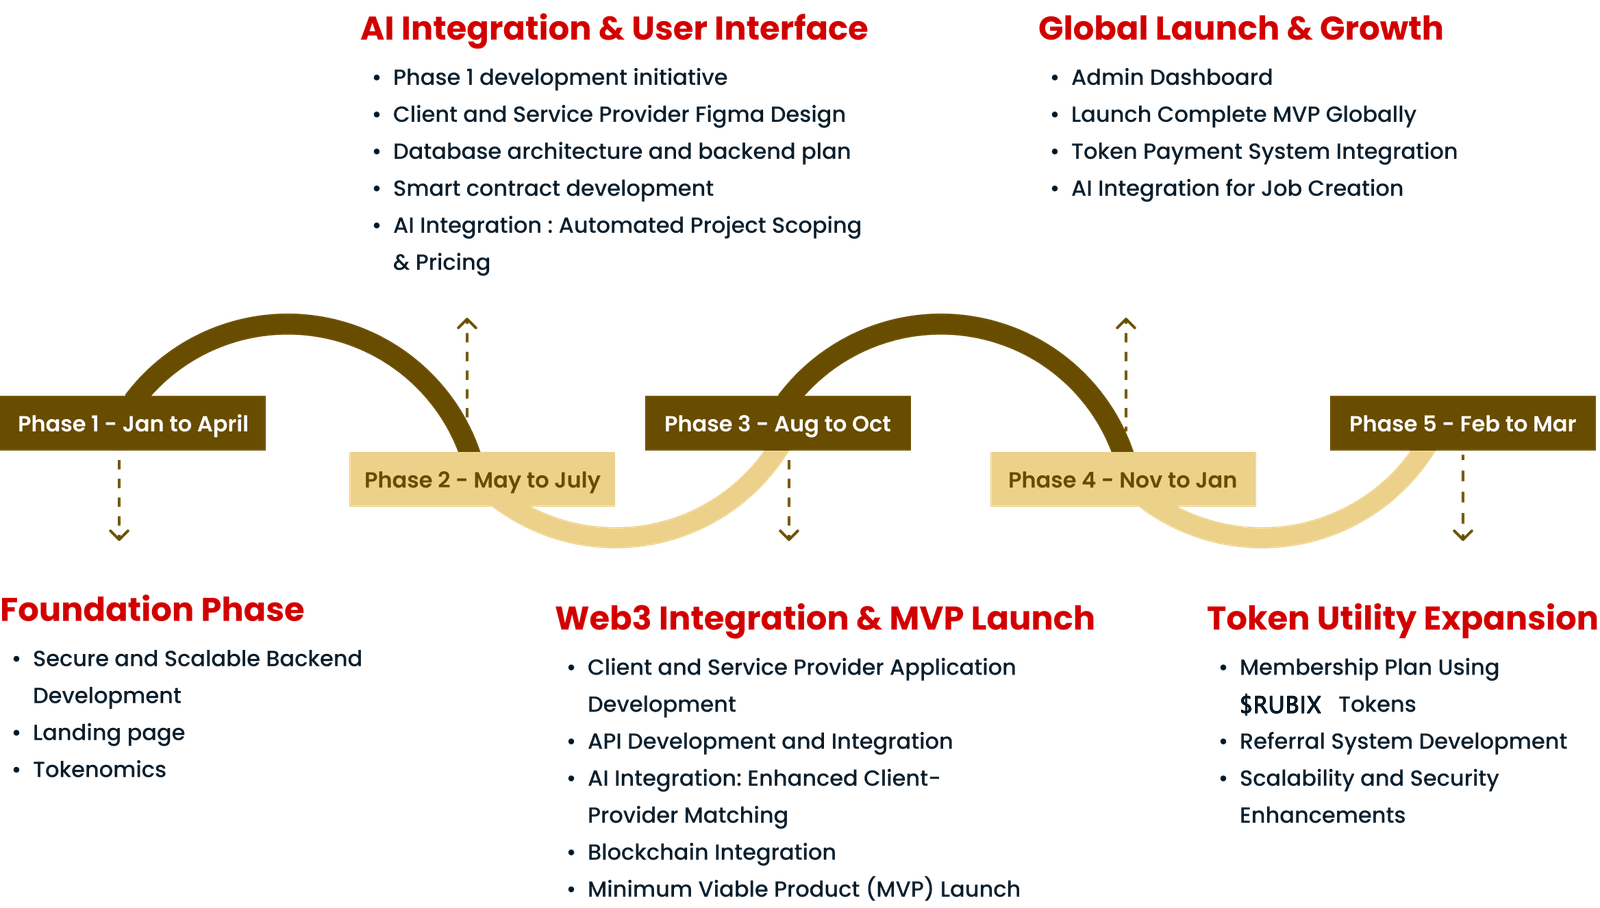 AI Integration & User Interface
• Phase 1 development initiative
• Client and Service Provider Figma Design
• Database architecture and backend plan
• Smart contract development
• AI Integration : Automated Project Scoping
& Pricing
Global Launch & Growth
• Admin Dashboard
• Launch Complete MVP Globally
• Token Payment System Integration
• AI Integration for Job Creation
Phase 1 - Jan to April
Phase 2 - May to July
Phase 3 - Aug to Oct
Phase 4 - Nov to Jan
Phase 5 - Feb to Mar
Foundation Phase
• Secure and Scalable Backend
Development
• Landing page
• Tokenomics
Web3 Integration & MVP Launch
• Client and Service Provider Application
Development
• API Development and Integration
• AI Integration: Enhanced Client-
Provider Matching
• Blockchain Integration
• Minimum Viable Product (MVP) Launch
Token Utility Expansion
• Membership Plan Using
$RUBIX Tokens
• Referral System Development
• Scalability and Security
Enhancements